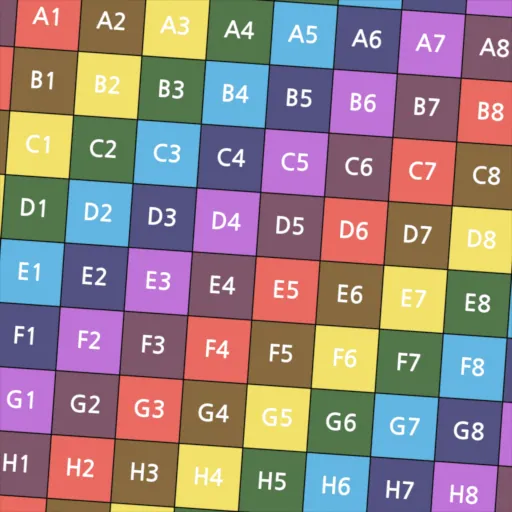 A1 A2 A3 A4 A5 A6 A7 A8
B1 B2 B3 B4 B5 B6 B7 B8
C1 C2 C3 C4 C5 C6 C7 C8
D1 D2 D3 D4 D5 D6 D7 D8
E1 E2 E3 E4 E5 E6 E7 E8
F1 F2 F3 F4 F5 F6 F7 F8
G1 G2 G3 G4 G5 G6 G7 G8
H1 H2 H3 H4 H5 H6 H7 H8